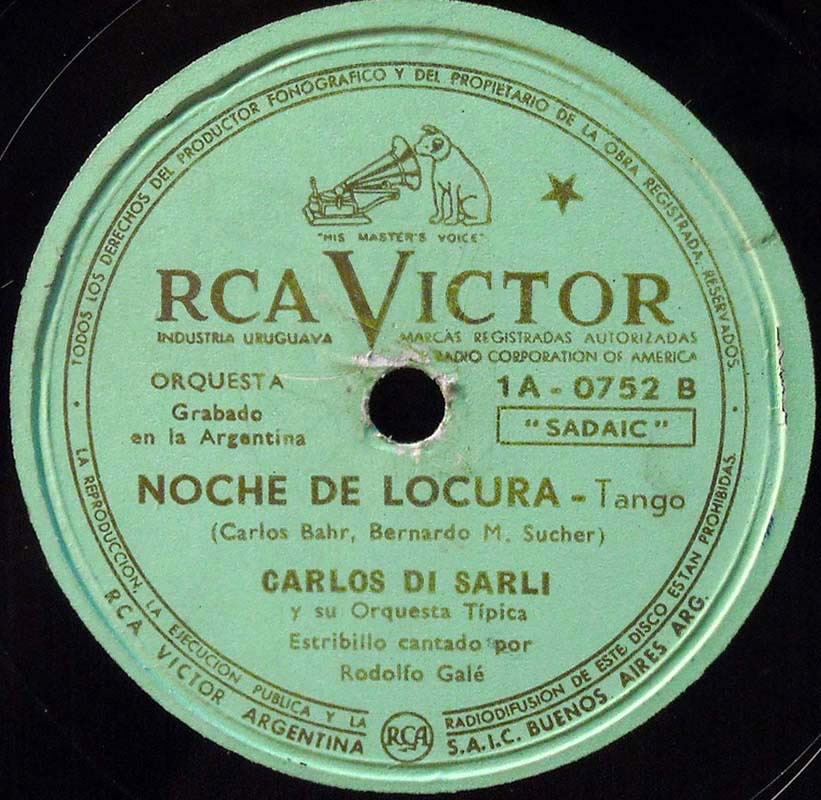 TODOS LOS DERECHOS DEL PRODUCTOR FONOGRAFICO Y DEL PROPIETARIO DE LA OBRA REGISTRADA, RESERVADOS.
"HIS MASTER'S VOICE"
RCA VICTOR
INDUSTRIA URUGUAYA
MARCAS REGISTRADAS AUTORIZADAS
RADIO CORPORATION OF AMERICA
ORQUESTA
1A - 0752 B
Grabado
en la Argentina
"SADAIC"
NOCHE DE LOCURA - Tango
(Carlos Bahr, Bernardo M. Sucher)
CARLOS DI SARLI
y su Orquesta Típica
Estribillo cantado por
Rodolfo Galé
LA REPRODUCCION, LA EJECUCION PUBLICA Y LA RADIODIFUSION DE ESTE DISCO ESTAN PROHIBIDAS.
RCA VICTOR ARGENTINA RCA S.A.I.C. BUENOS AIRES ARG.